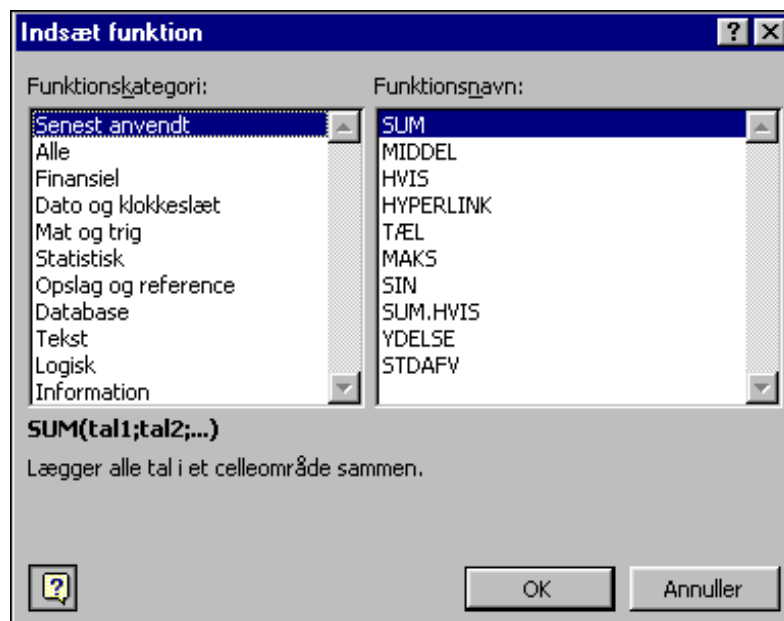 Indsæt funktion
Funktionskategori:
Senest anvendt
Alle
Finansiel
Dato og klokkeslæt
Mat og trig
Statistisk
Opslag og reference
Database
Tekst
Logisk
Information
Funktionsnavn:
SUM
MIDDEL
HVIS
HYPERLINK
TÆL
MAKS
SIN
SUM.HVIS
YDELSE
STDAFV
SUM(tal1;tal2;...)
Lægger alle tal i et celleområde sammen.
OK
Annuller